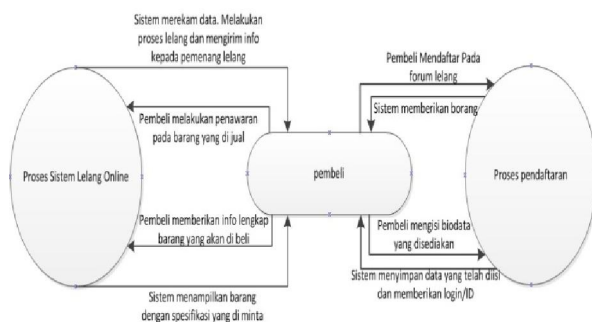 Sistem merekam data. Melakukan
proses lelang dan mengirim info
kepada pemenang lelang
Pembeli melakukan penawaran
pada barang yang di jual
Proses Sistem Lelang Online
Pembeli memberikan info lengkap
barang yang akan di beli
Sistem menampilkan barang
dengan spesifikasi yang di minta
pembeli
Pembeli Mendaftar Pada
forum lelang
Sistem memberikan borang
Proses pendaftaran
Pembeli mengisi biodata
yang disediakan
Sistem menyimpan data yang telah diisi
dan memberikan login/ID